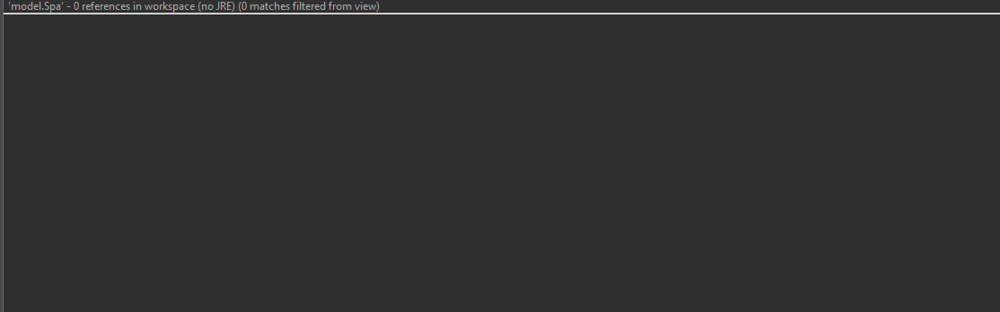 'model.Spa' - 0 references in workspace (no JRE) (0 matches filtered from view)